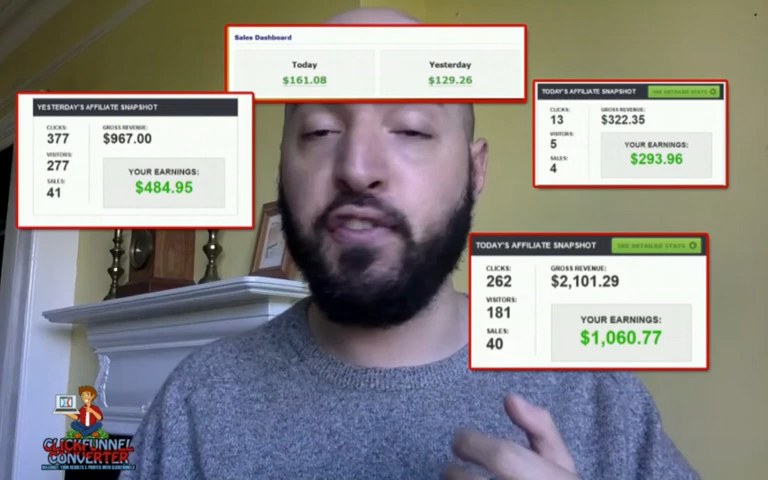 ClickFunnelConv
Sales Dashboard
Today
Yesterday
$161.08
$129.26
YESTERDAY'S AFFILIATE SNAPSHOT
CLICKS:
377
VISITORS:
277
SALES:
41
GROSS REVENUE:
$967.00
YOUR EARNINGS:
$484.95
TODAY'S AFFILIATE SNAPSHOT
SEE DETAILED STATS
CLICKS:
13
VISITORS:
5
SALES:
4
GROSS REVENUE:
$322.35
YOUR EARNINGS:
$293.96
TODAY'S AFFILIATE SNAPSHOT
SEE DETAILED STATS
CLICKS:
262
VISITORS:
181
SALES:
40
GROSS REVENUE:
$2,101.29
YOUR EARNINGS:
$1,060.77
CLICKFUNNEL
CONVERTER